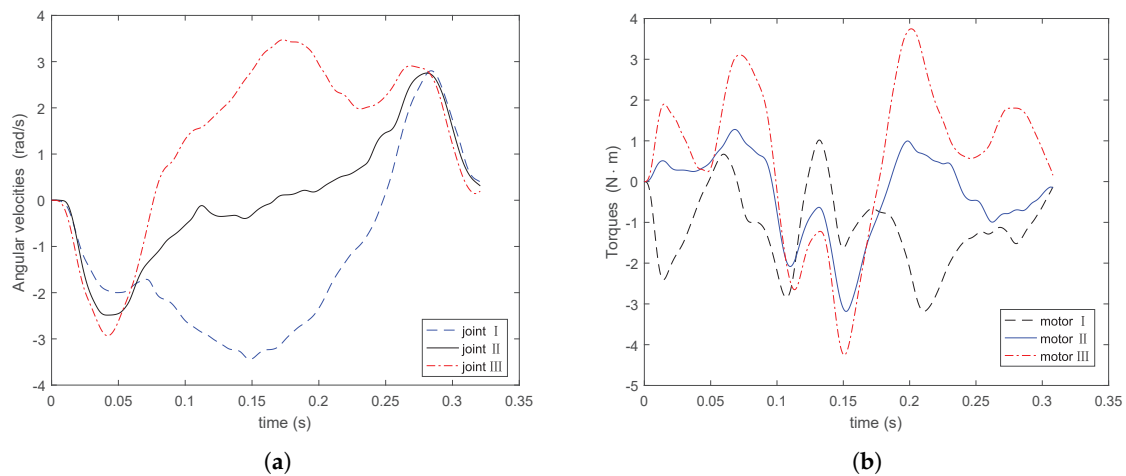 4
3
2
1
0
-1
-2
-3
-4
Angular velocities (rad/s)
0
0.05
0.1
0.15
0.2
0.25
0.3
0.35
time (s)
joint Ⅰ
joint Ⅱ
joint Ⅲ
(a)
4
3
2
1
0
-1
-2
-3
-4
-5
Torques (N· m)
0
0.05
0.1
0.15
0.2
0.25
0.3
0.35
time (s)
motor Ⅰ
motor Ⅱ
motor Ⅲ
(b)